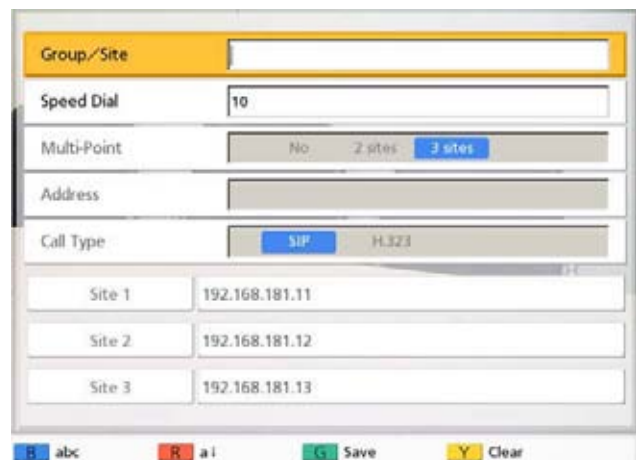 Group/Site
Speed Dial 10
Multi-Point No 2 sites 3 sites
Address
Call Type SIP H.323
Site 1 192.168.181.11
Site 2 192.168.181.12
Site 3 192.168.181.13
B abc R a↓ G Save Y Clear